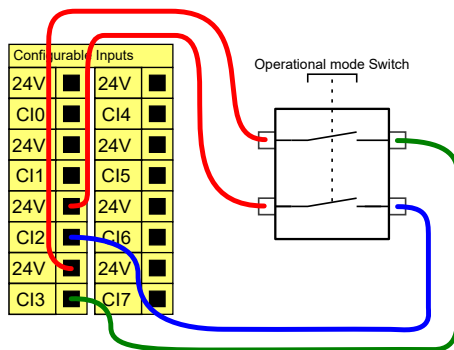 Configurable Inputs
Operational mode Switch
24V 24V
CI0 CI4
24V 24V
CI1 CI5
24V 24V
CI2 CI6
24V 24V
CI3 CI7